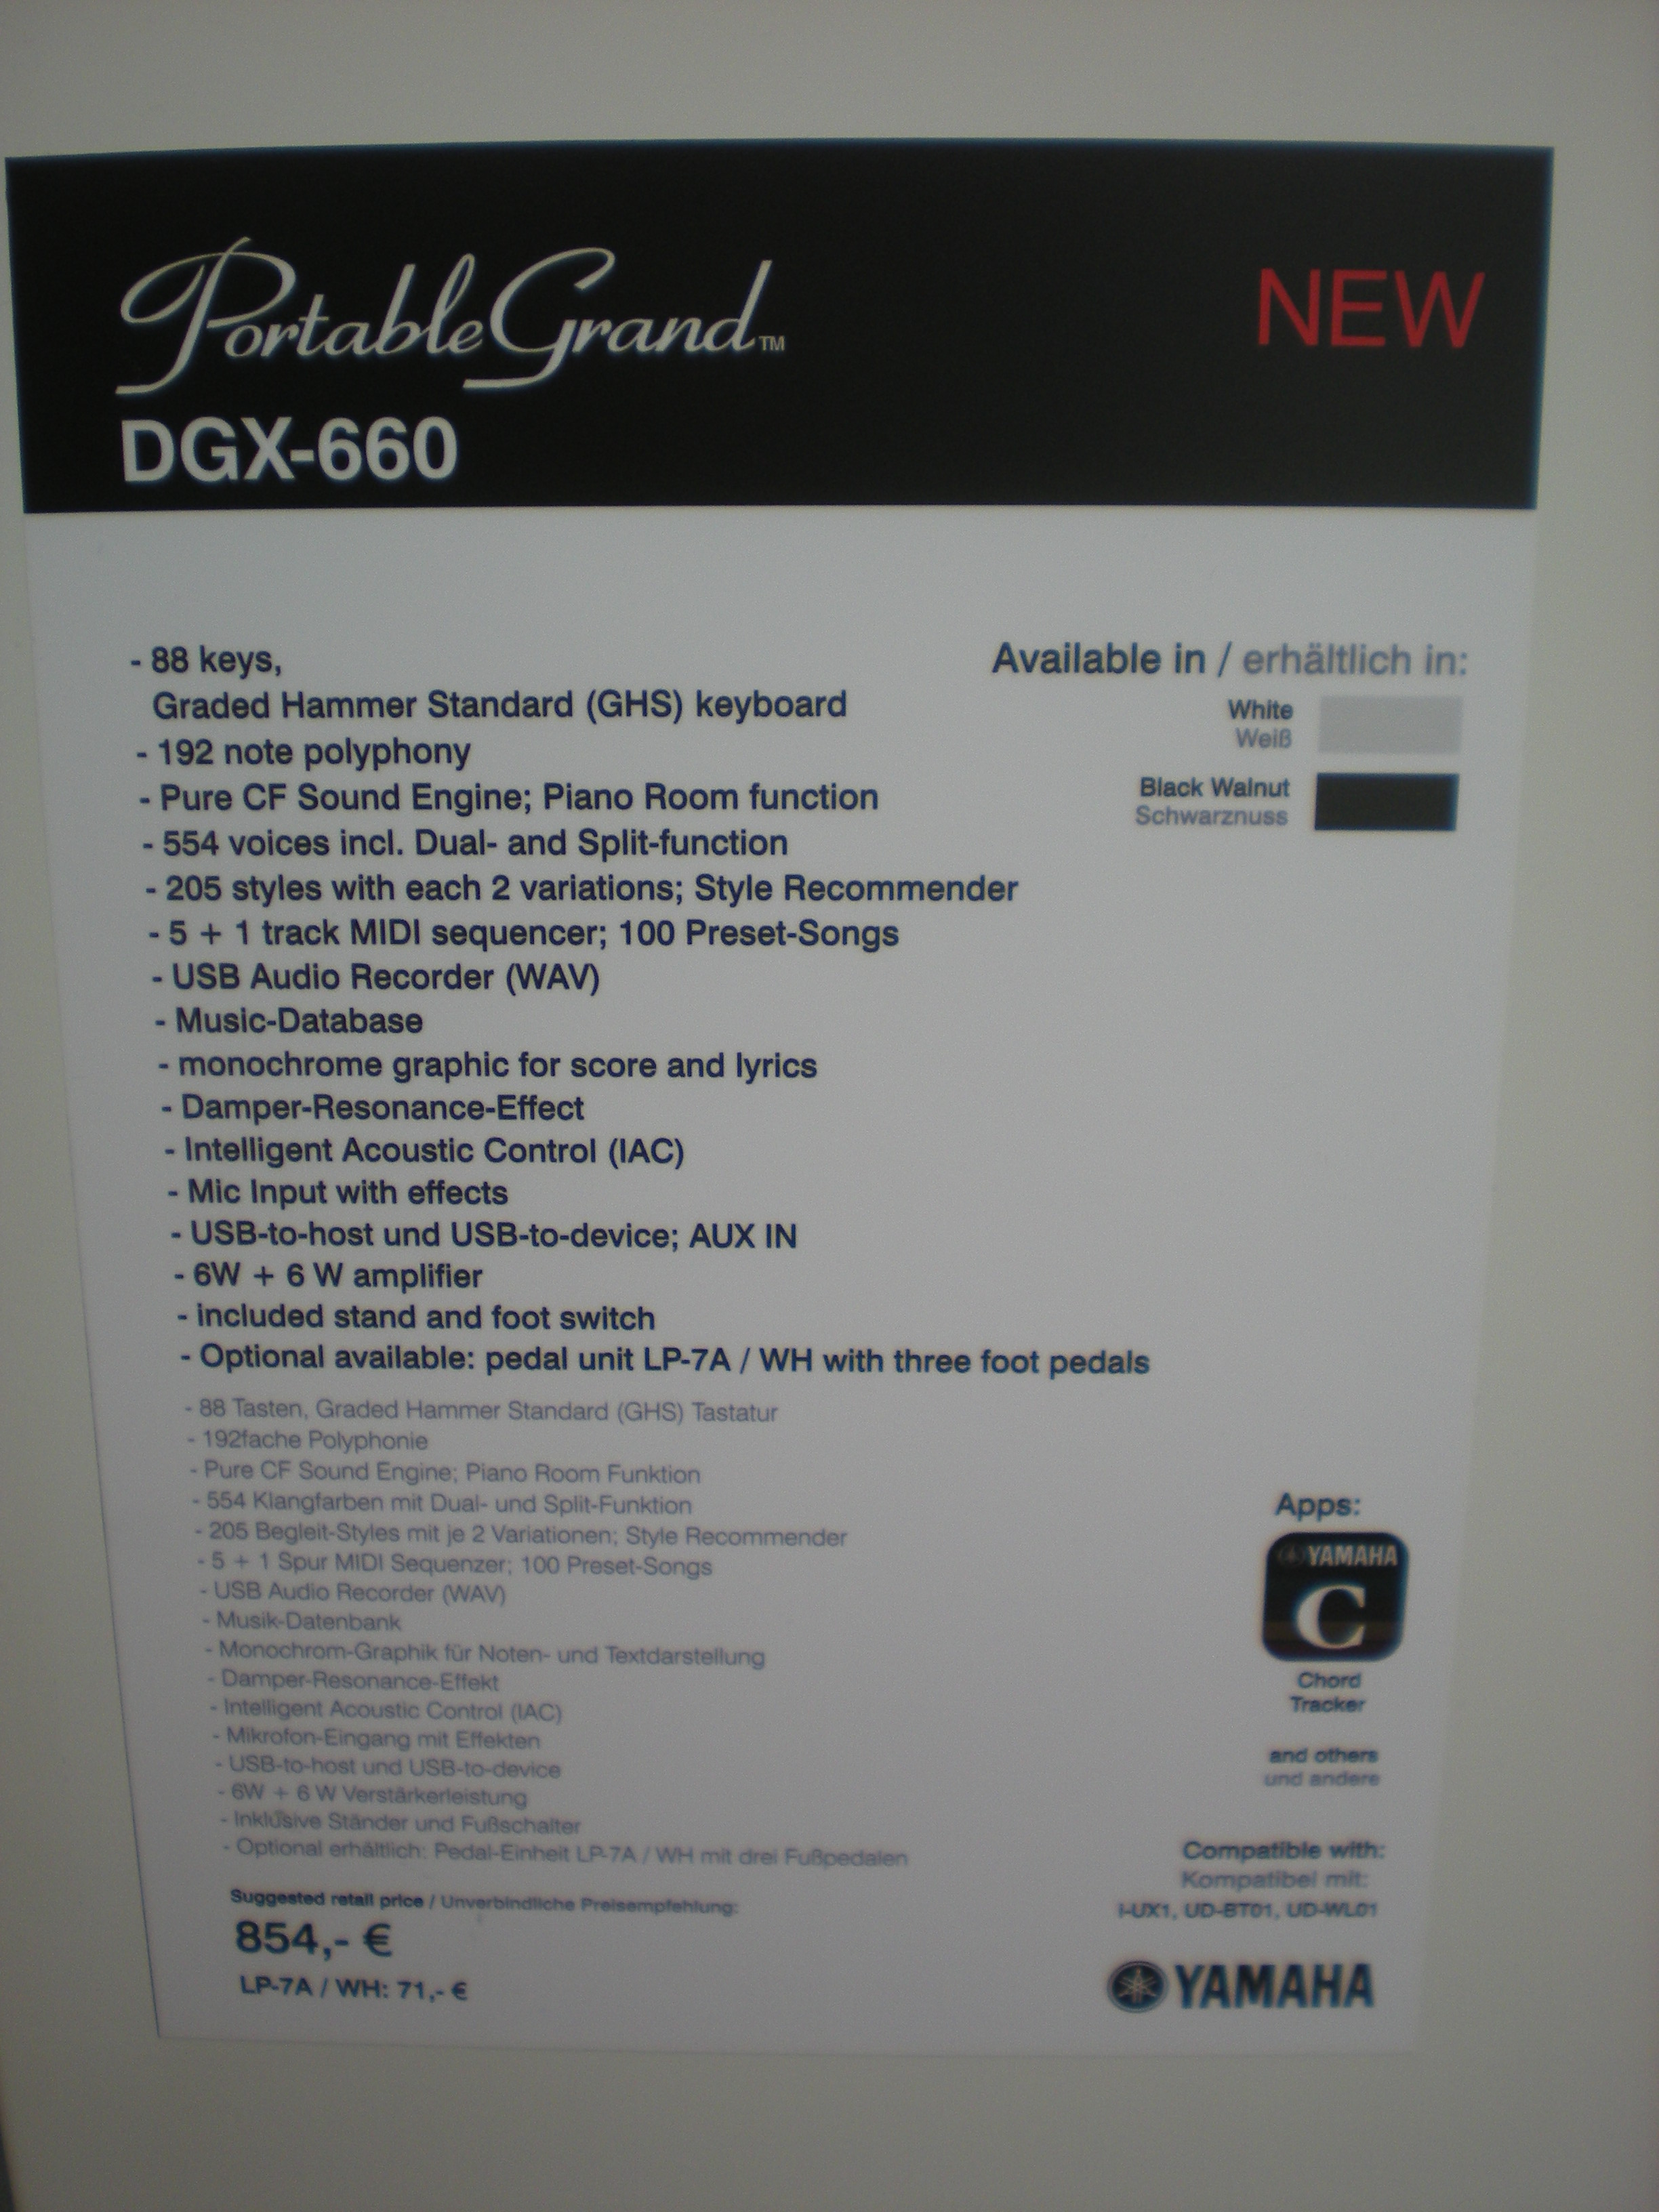 PortableGrand™
NEW
DGX-660
- 88 keys,
Graded Hammer Standard (GHS) keyboard
- 192 note polyphony
- Pure CF Sound Engine; Piano Room function
- 554 voices incl. Dual- and Split-function
- 205 styles with each 2 variations; Style Recommender
- 5 + 1 track MIDI sequencer; 100 Preset-Songs
- USB Audio Recorder (WAV)
- Music-Database
- monochrome graphic for score and lyrics
- Damper-Resonance-Effect
- Intelligent Acoustic Control (IAC)
- Mic Input with effects
- USB-to-host und USB-to-device; AUX IN
- 6W + 6 W amplifier
- included stand and foot switch
- Optional available: pedal unit LP-7A / WH with three foot pedals
Available in / erhältlich in:
White
Weiß
Black Walnut
Schwarznuss
- 88 Tasten, Graded Hammer Standard (GHS) Tastatur
- 192fache Polyphonie
- Pure CF Sound Engine; Piano Room Funktion
- 554 Klangfarben mit Dual- und Split-Funktion
- 205 Begleit-Styles mit je 2 Variationen; Style Recommender
- 5 + 1 Spur MIDI Sequenzer; 100 Preset-Songs
- USB Audio Recorder (WAV)
- Musik-Datenbank
- Monochrom-Graphik für Noten- und Textdarstellung
- Damper-Resonance-Effekt
- Intelligent Acoustic Control (IAC)
- Mikrofon-Eingang mit Effekten
- USB-to-host und USB-to-device
- 6W + 6 W Verstärkerleistung
- Inklusive Ständer und Fußschalter
- Optional erhältlich: Pedal-Einheit LP-7A / WH mit drei Fußpedalen
Suggested retail price / Unverbindliche Preisempfehlung:
854,- €
LP-7A / WH: 71,- €
Apps:
YAMAHA
C
Chord
Tracker
and others
und andere
Compatible with:
Kompatibel mit:
i-UX1, UD-BT01, UD-WL01
YAMAHA